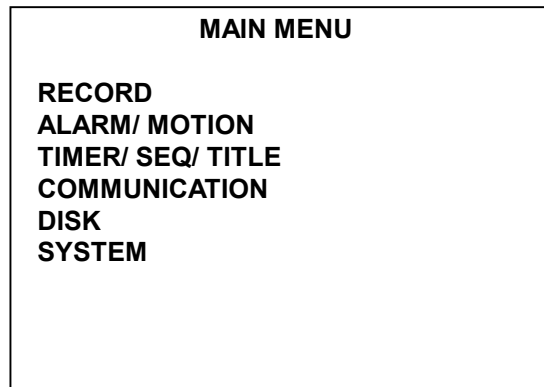 MAIN MENU
RECORD
ALARM/ MOTION
TIMER/ SEQ/ TITLE
COMMUNICATION
DISK
SYSTEM